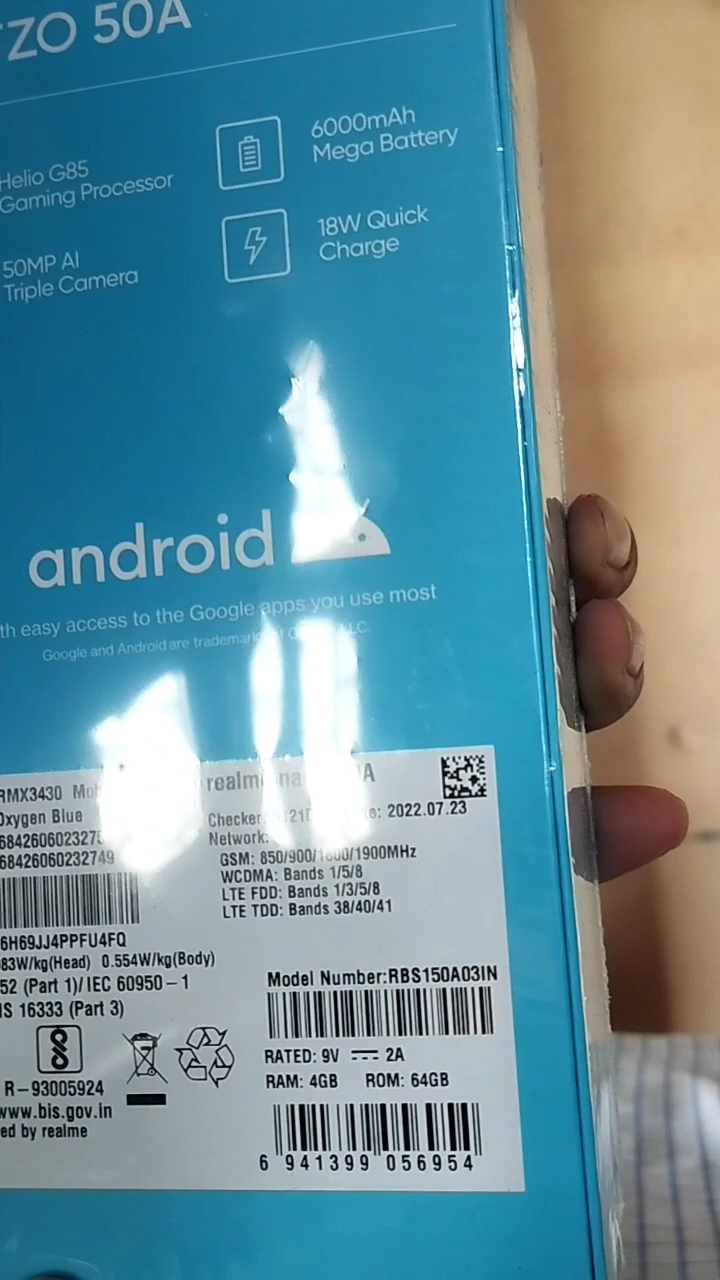 ZO 50A
Helio G85
Gaming Processor
6000mAh
Mega Battery
50MP AI
Triple Camera
18W Quick
Charge
android
th easy access to the Google apps you use most
Google and Android are LLC.
RMX3430
realme
Oxygen Blue
2022.07.23
Network:
68426060232749
GSM: 850/900/1800/1900MHz
WCDMA: Bands 1/5/8
LTE FDD: Bands 1/3/5/8
LTE TDD: Bands 38/40/41
6H69JJ4PPFU4FQ
83W/kg(Head) 0.554W/kg(Body)
52 (Part 1)/ IEC 60950-1
IS 16333 (Part 3)
Model Number:RBS150A03IN
R-93005924
www.bis.gov.in
ed by realme
RATED: 9V ⎓ 2A
RAM: 4GB ROM: 64GB
6 941399 056954